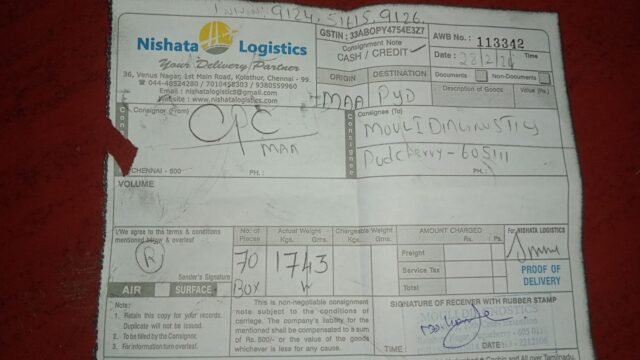 9124, 51615, 9126,
Nishata Logistics
Your Delivery Partner
36, Venus Nagar, 1st Main Road, Kolathur, Chennai - 99.
☎ 044-48524280 / 7010458303 / 9380559960
Email : nishatalogistics@gmail.com
Website : www.nishatalogistics.com
GSTIN : 33ABOPY4754E3Z7
Consignment Note
CASH / CREDIT
AWB No. : 113342
Date :
ORIGIN DESTINATION
MAA PYD
Documents Non-Documents
Description of Goods Value (Rs.)
Consignor (From)
CPC
MAA
CHENNAI - 600 PH. :
Consignee (To)
MOULI DIAGNOSTIC
Puducherry - 605111
PH. :
VOLUME
I/We agree to the terms & conditions
mentioned below & overleaf
R
Sender's Signature
AIR SURFACE
No. of Pieces
70
BOX
Actual Weight
Kgs. Gms.
1743
Chargeable Weight
Kgs. Gms.
AMOUNT CHARGED
Rs. Ps.
Freight
Service Tax
Total
For NISHATA LOGISTICS
PROOF OF
DELIVERY
Note:
1. Retain this copy for your records.
Duplicate will not be issued.
2. To be filled by the Consignor
3. For information turn overleaf.
This is non-negotiable consignment
note subject to the conditions of
carriage. The company's liability, for the
mentioned shall be compensated to a sum
of Rs. 500/- or the value of the goods
whichever is less for any cause.
SIGNATURE OF RECEIVER WITH RUBBER STAMP
TIME : DATE